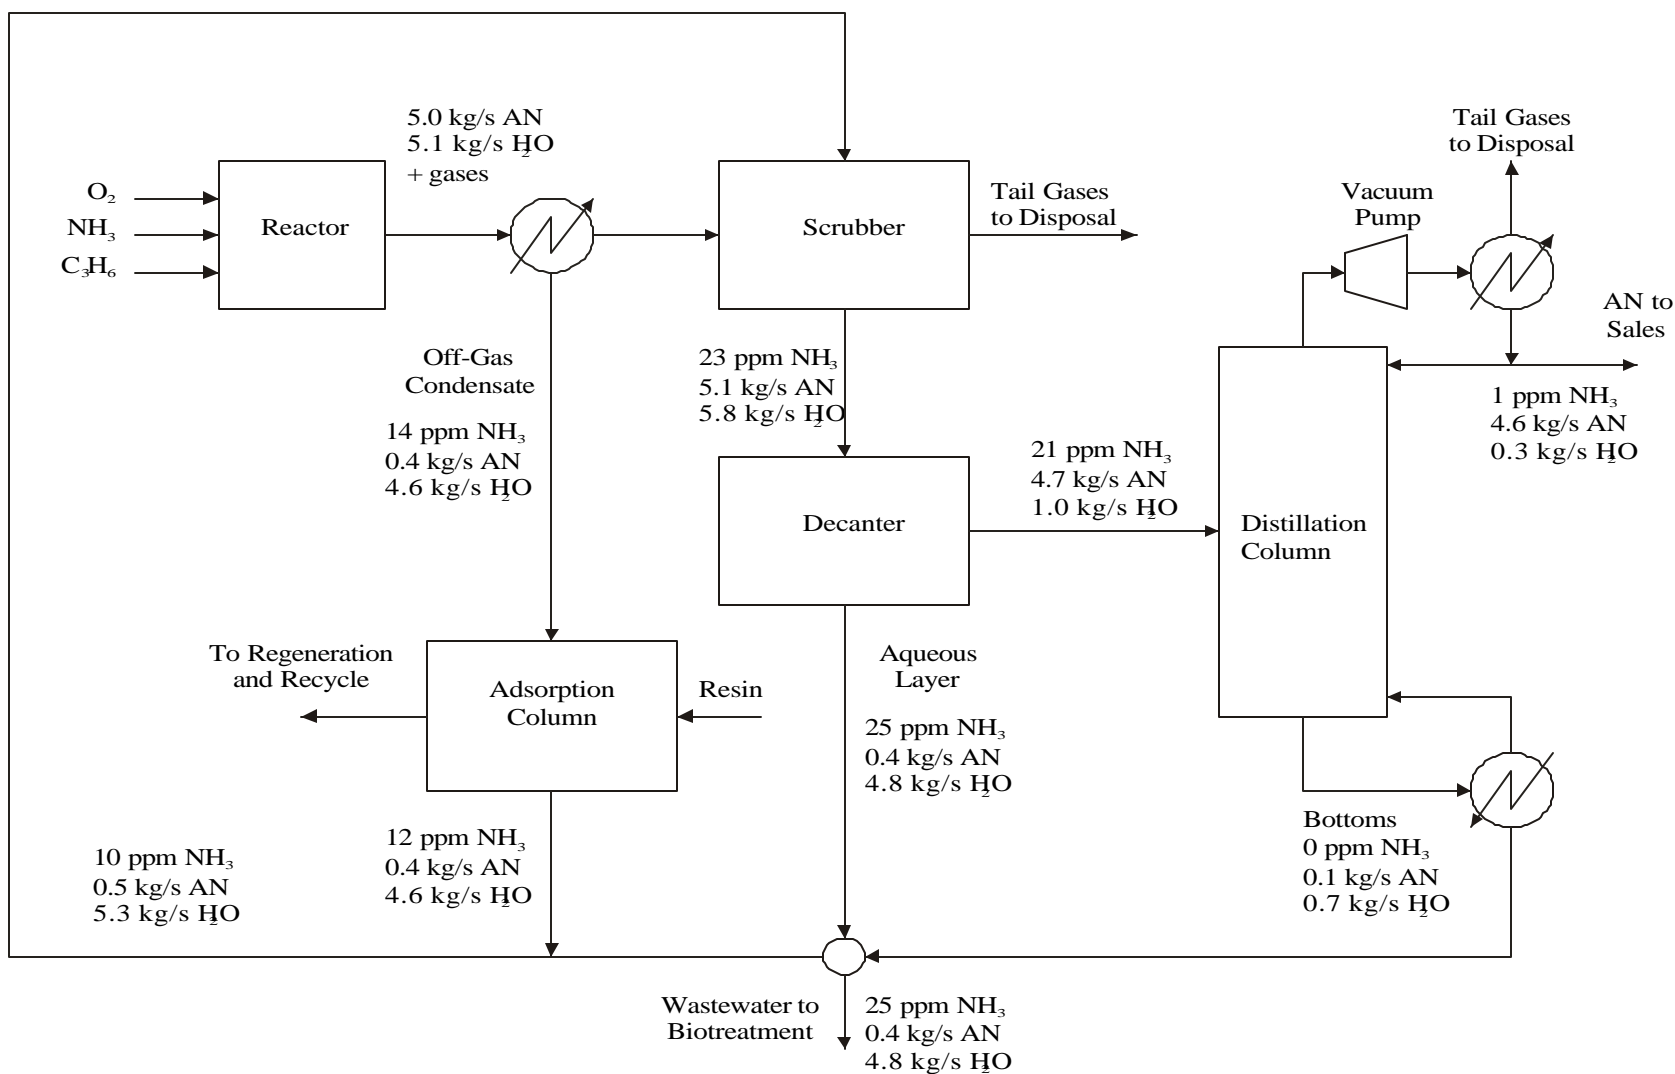 5.0 kg/s AN
5.1 kg/s H₂O
+ gases
O₂
NH₃
C₃H₆
Reactor
Scrubber
Tail Gases
to Disposal
Vacuum
Pump
Tail Gases
to Disposal
AN to
Sales
1 ppm NH₃
4.6 kg/s AN
0.3 kg/s H₂O
Off-Gas
Condensate
14 ppm NH₃
0.4 kg/s AN
4.6 kg/s H₂O
23 ppm NH₃
5.1 kg/s AN
5.8 kg/s H₂O
Decanter
21 ppm NH₃
4.7 kg/s AN
1.0 kg/s H₂O
Distillation
Column
To Regeneration
and Recycle
Adsorption
Column
Resin
Aqueous
Layer
25 ppm NH₃
0.4 kg/s AN
4.8 kg/s H₂O
10 ppm NH₃
0.5 kg/s AN
5.3 kg/s H₂O
12 ppm NH₃
0.4 kg/s AN
4.6 kg/s H₂O
Bottoms
0 ppm NH₃
0.1 kg/s AN
0.7 kg/s H₂O
Wastewater to
Biotreatment
25 ppm NH₃
0.4 kg/s AN
4.8 kg/s H₂O